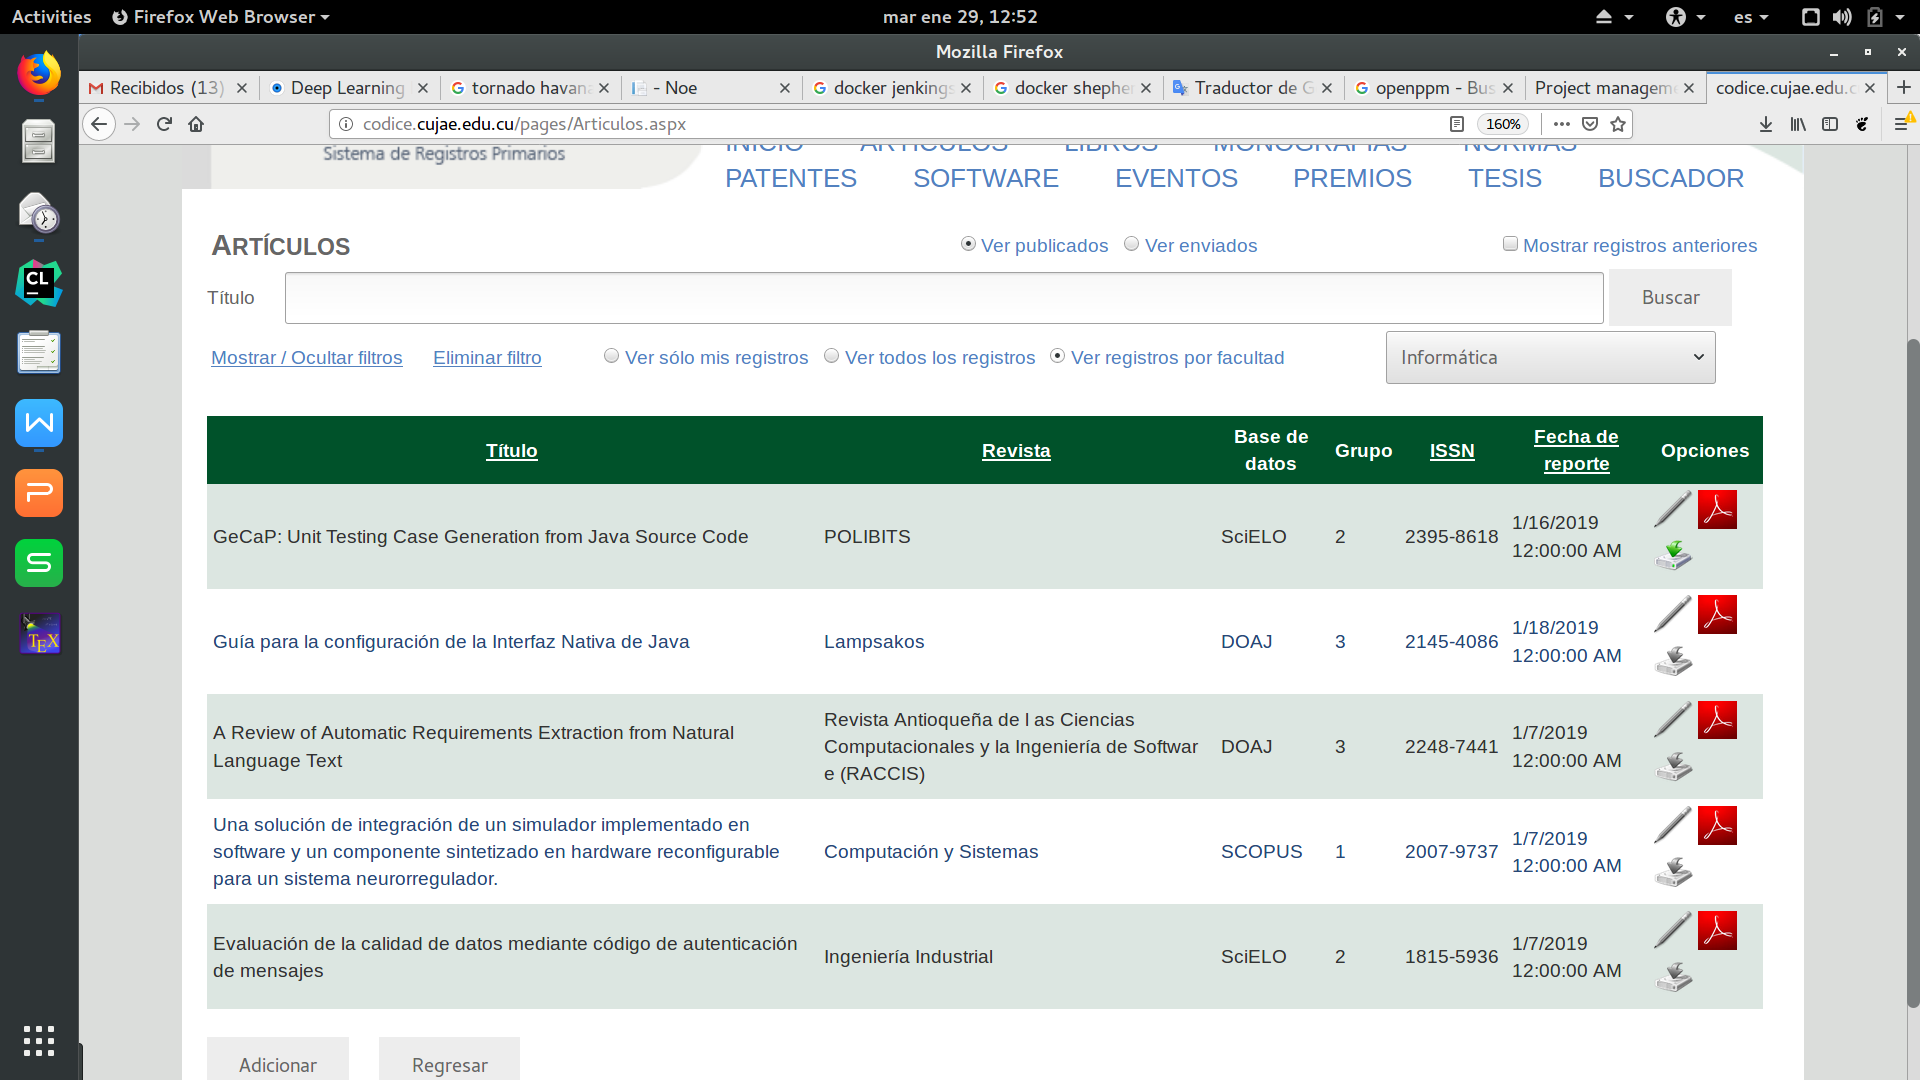 Activities
Firefox Web Browser
mar ene 29, 12:52
es
Mozilla Firefox
Recibidos (13)
Deep Learning
tornado havan
- Noe
docker jenkings
docker shephe
Traductor de G
openppm - Bus
Project managem
codice.cujae.edu.c
codice.cujae.edu.cu/pages/Articulos.aspx
160%
Sistema de Registros Primarios
INICIO ARTÍCULOS LIBROS MONOGRAFÍAS NORMAS
PATENTES SOFTWARE EVENTOS PREMIOS TESIS BUSCADOR
ARTÍCULOS
Ver publicados
Ver enviados
Mostrar registros anteriores
Título
Buscar
Mostrar / Ocultar filtros
Eliminar filtro
Ver sólo mis registros
Ver todos los registros
Ver registros por facultad
Informática
Título
Revista
Base de
datos
Grupo
ISSN
Fecha de
reporte
Opciones
GeCaP: Unit Testing Case Generation from Java Source Code
POLIBITS
SciELO
2
2395-8618
1/16/2019
12:00:00 AM
Guía para la configuración de la Interfaz Nativa de Java
Lampsakos
DOAJ
3
2145-4086
1/18/2019
12:00:00 AM
A Review of Automatic Requirements Extraction from Natural
Language Text
Revista Antioqueña de l as Ciencias
Computacionales y la Ingeniería de Softwar
e (RACCIS)
DOAJ
3
2248-7441
1/7/2019
12:00:00 AM
Una solución de integración de un simulador implementado en
software y un componente sintetizado en hardware reconfigurable
para un sistema neurorregulador.
Computación y Sistemas
SCOPUS
1
2007-9737
1/7/2019
12:00:00 AM
Evaluación de la calidad de datos mediante código de autenticación
de mensajes
Ingeniería Industrial
SciELO
2
1815-5936
1/7/2019
12:00:00 AM
Adicionar
Regresar
CL
TEX